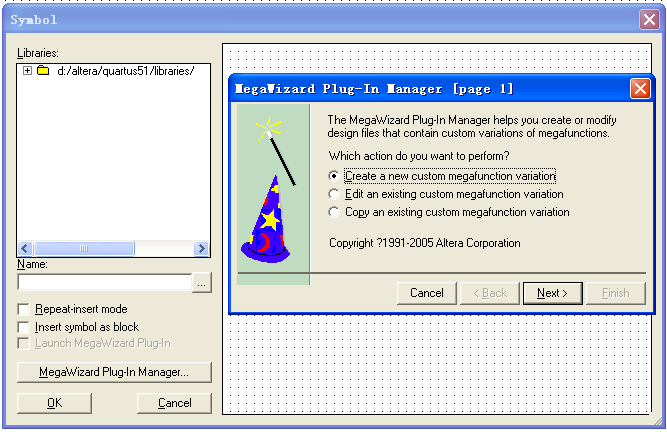 Symbol
Libraries:
d:/altera/quartus51/libraries/
Name:
...
Repeat-insert mode
Insert symbol as block
Launch MegaWizard Plug-In
MegaWizard Plug-In Manager...
OK
Cancel
MegaWizard Plug-In Manager [page 1]
The MegaWizard Plug-In Manager helps you create or modify
design files that contain custom variations of megafunctions.
Which action do you want to perform?
Create a new custom megafunction variation
Edit an existing custom megafunction variation
Copy an existing custom megafunction variation
Copyright ?1991-2005 Altera Corporation
Cancel
< Back
Next >
Finish